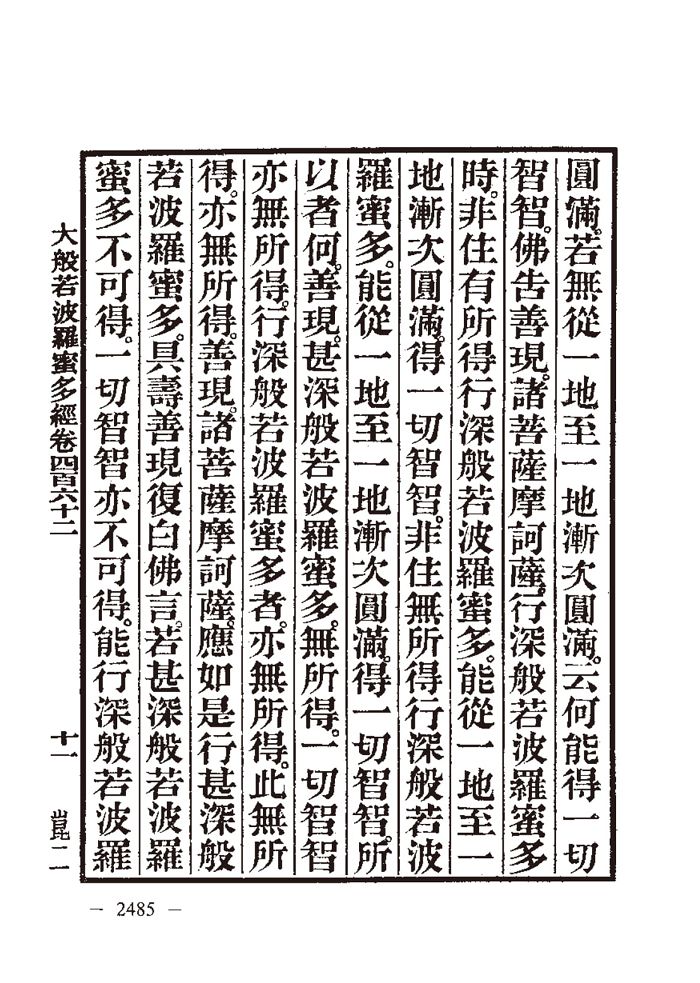 圓滿。若無從一地至一地漸次圓滿。云何能得一切
智智。佛告善現。諸菩薩摩訶薩。行深般若波羅蜜多
時。非住有所得行深般若波羅蜜多。能從一地至一
地漸次圓滿。得一切智智。非住無所得行深般若波
羅蜜多。能從一地至一地漸次圓滿。得一切智智。所
以者何。善現。甚深般若波羅蜜多。無所得。一切智智
亦無所得。行深般若波羅蜜多者。亦無所得。此無所
得。亦無所得。善現。諸菩薩摩訶薩。應如是行甚深般
若波羅蜜多。具壽善現復白佛言。若甚深般若波羅
蜜多不可得。一切智智亦不可得。能行深般若波羅
大般若波羅蜜多經卷四百六十二 十一 崑二
— 2485 —